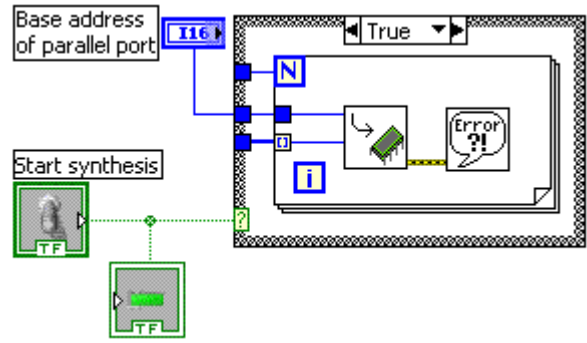 Base address
of parallel port
I16
True
N
Error
?!
i
Start synthesis
?
TF
TF